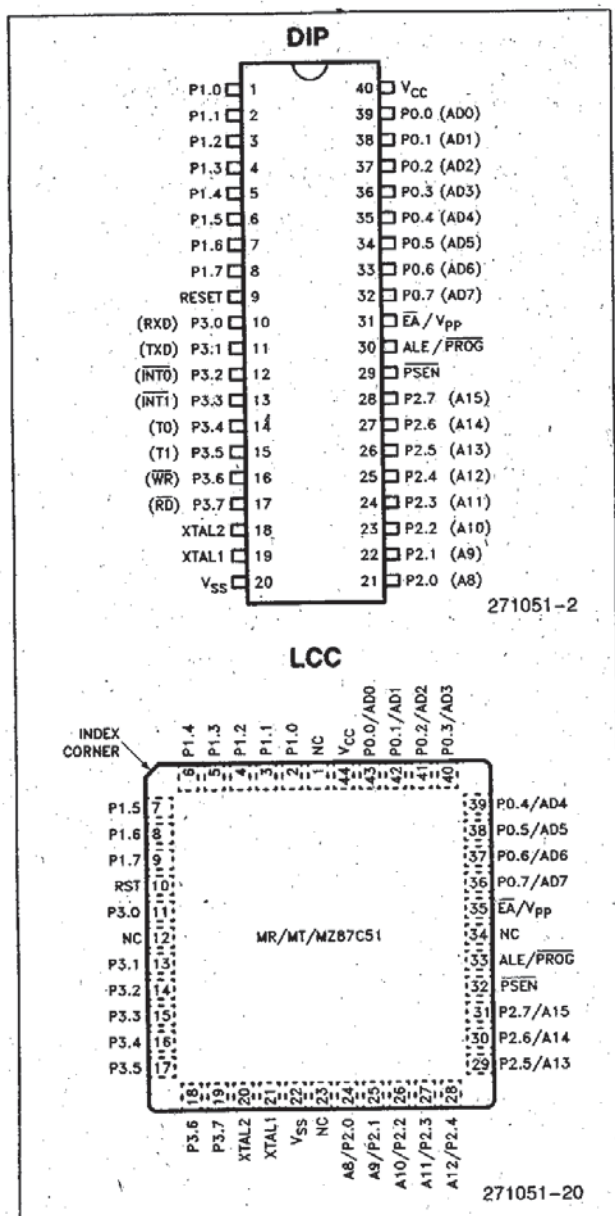 DIP
P1.0 1 40 VCC
P1.1 2 39 P0.0 (AD0)
P1.2 3 38 P0.1 (AD1)
P1.3 4 37 P0.2 (AD2)
P1.4 5 36 P0.3 (AD3)
P1.5 6 35 P0.4 (AD4)
P1.6 7 34 P0.5 (AD5)
P1.7 8 33 P0.6 (AD6)
RESET 9 32 P0.7 (AD7)
(RXD) P3.0 10 31 E̅A̅/VPP
(TXD) P3.1 11 30 ALE/P̅R̅O̅G̅
(I̅N̅T̅0̅) P3.2 12 29 P̅S̅E̅N̅
(I̅N̅T̅1̅) P3.3 13 28 P2.7 (A15)
(T0) P3.4 14 27 P2.6 (A14)
(T1) P3.5 15 26 P2.5 (A13)
(W̅R̅) P3.6 16 25 P2.4 (A12)
(R̅D̅) P3.7 17 24 P2.3 (A11)
XTAL2 18 23 P2.2 (A10)
XTAL1 19 22 P2.1 (A9)
VSS 20 21 P2.0 (A8)
271051-2
LCC
INDEX
CORNER
P1.4 P1.3 P1.2 P1.1 P1.0 NC VCC P0.0/AD0 P0.1/AD1 P0.2/AD2 P0.3/AD3
6 5 4 3 2 1 44 43 42 41 40
P1.5 7 39 P0.4/AD4
P1.6 8 38 P0.5/AD5
P1.7 9 37 P0.6/AD6
RST 10 36 P0.7/AD7
P3.0 11 35 E̅A̅/VPP
NC 12 34 NC
MR/MT/MZ87C51
P3.1 13 33 ALE/P̅R̅O̅G̅
P3.2 14 32 P̅S̅E̅N̅
P3.3 15 31 P2.7/A15
P3.4 16 30 P2.6/A14
P3.5 17 29 P2.5/A13
18 19 20 21 22 23 24 25 26 27 28
P3.6 P3.7 XTAL2 XTAL1 VSS NC A8/P2.0 A9/P2.1 A10/P2.2 A11/P2.3 A12/P2.4
271051-20